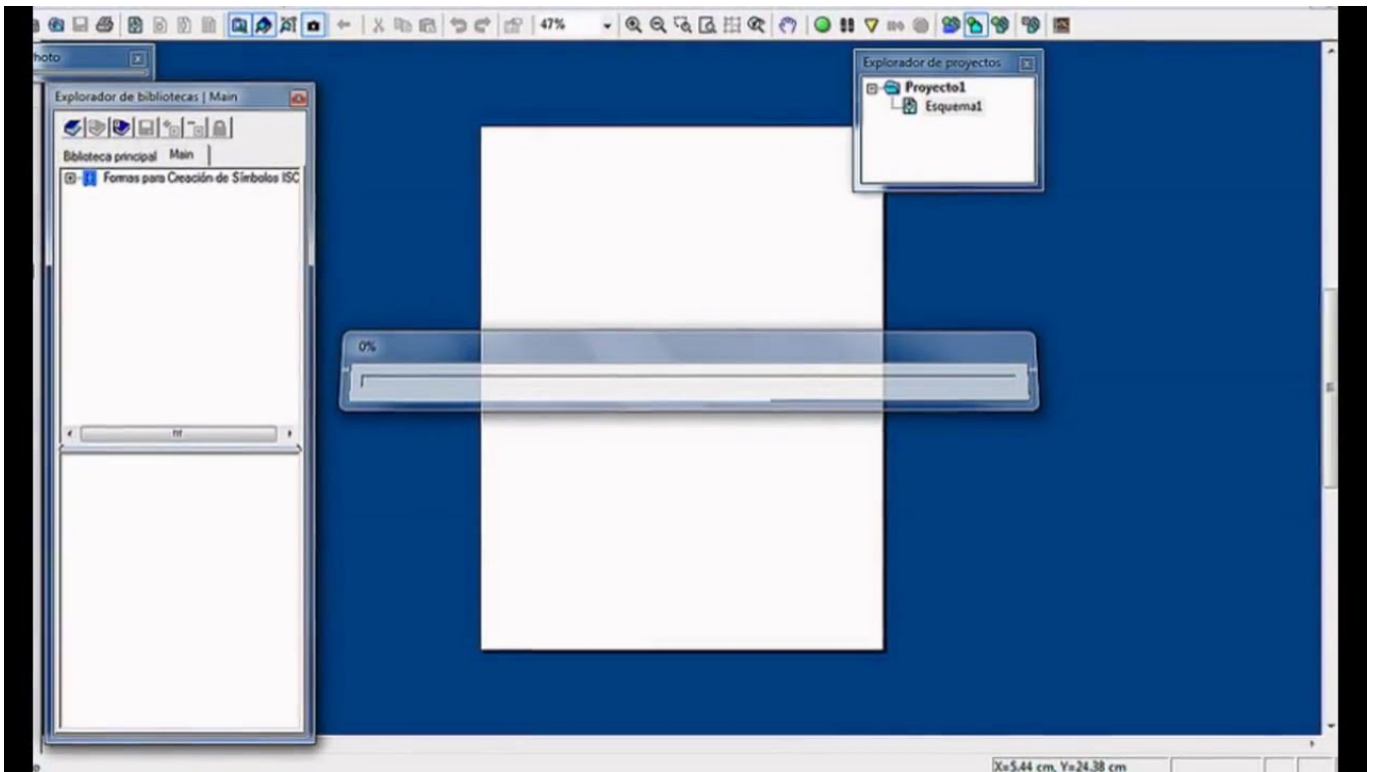 47%
hoto
Explorador de bibliotecas | Main
Biblioteca principal Main
Formas para Creación de Símbolos ISC
Explorador de proyectos
Proyecto1
Esquema1
0%
X=5.44 cm, Y=24.38 cm